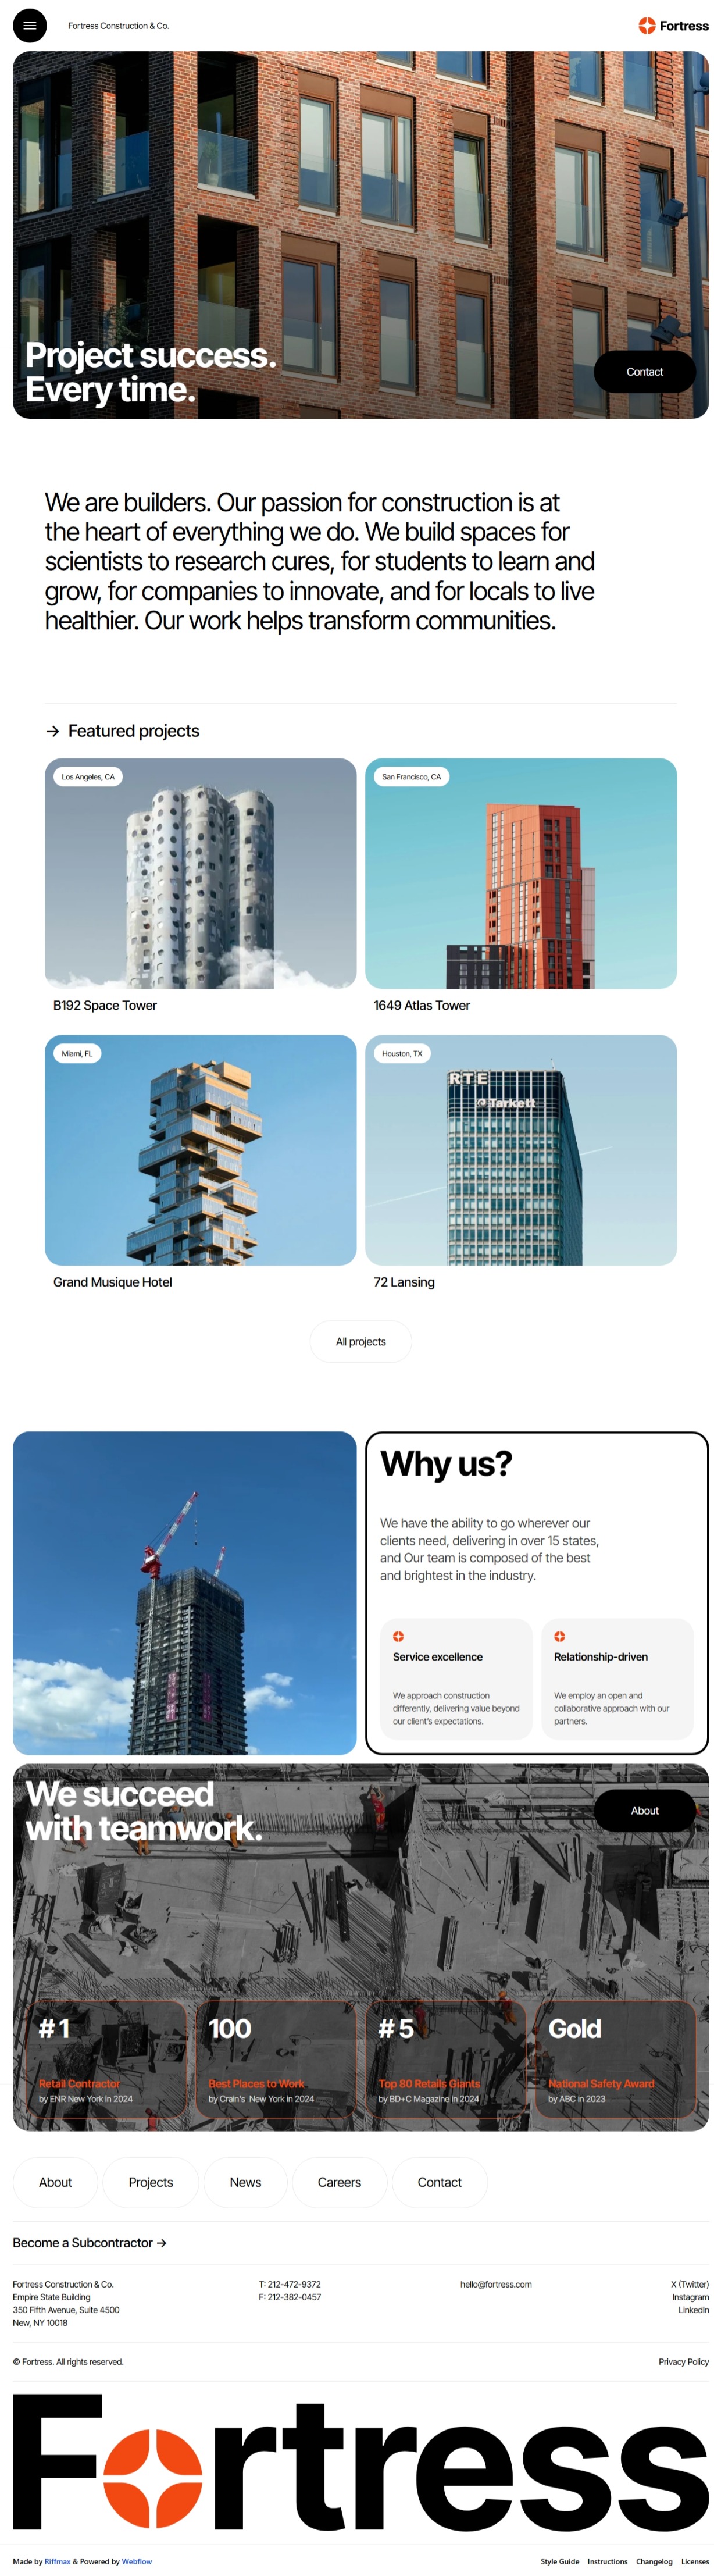 Fortress Construction & Co.
Fortress
Project success.
Every time.
Contact
We are builders. Our passion for construction is at
the heart of everything we do. We build spaces for
scientists to research cures, for students to learn and
grow, for companies to innovate, and for locals to live
healthier. Our work helps transform communities.
→ Featured projects
Los Angeles, CA
San Francisco, CA
B192 Space Tower
1649 Atlas Tower
Miami, FL
Houston, TX
RTE
Tarkett
Grand Musique Hotel
72 Lansing
All projects
Why us?
We have the ability to go wherever our
clients need, delivering in over 15 states,
and Our team is composed of the best
and brightest in the industry.
Service excellence
We approach construction
differently, delivering value beyond
our client's expectations.
Relationship-driven
We employ an open and
collaborative approach with our
partners.
We succeed
with teamwork.
About
#1
Retail Contractor
by ENR New York in 2024
100
Best Places to Work
by Crain's New York in 2024
#5
Top 80 Retails Giants
by BD+C Magazine in 2024
Gold
National Safety Award
by ABC in 2023
About
Projects
News
Careers
Contact
Become a Subcontractor →
Fortress Construction & Co.
Empire State Building
350 Fifth Avenue, Suite 4500
New, NY 10018
T: 212-472-9372
F: 212-382-0457
hello@fortress.com
X (Twitter)
Instagram
LinkedIn
© Fortress. All rights reserved.
Privacy Policy
Fortress
Made by Riffmax & Powered by Webflow
Style Guide
Instructions
Changelog
Licenses